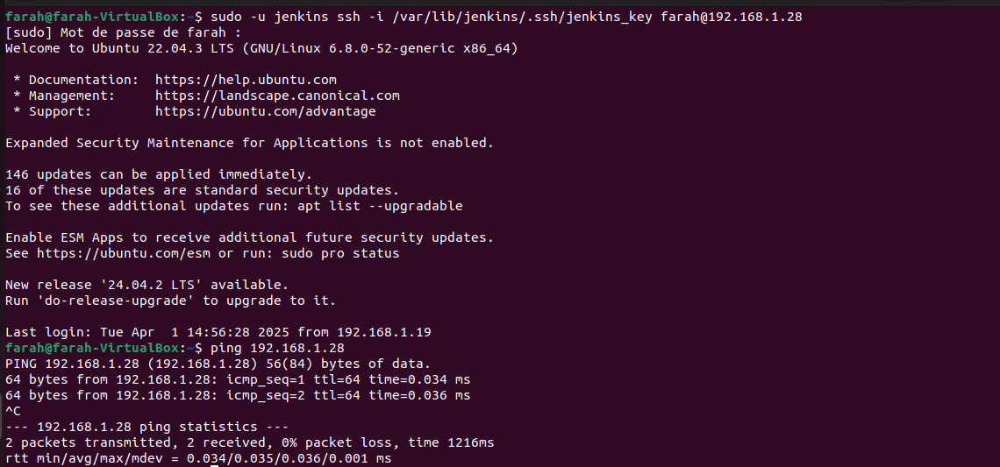 farah@farah-VirtualBox:~$ sudo -u jenkins ssh -i /var/lib/jenkins/.ssh/jenkins_key farah@192.168.1.28
[sudo] Mot de passe de farah :
Welcome to Ubuntu 22.04.3 LTS (GNU/Linux 6.8.0-52-generic x86_64)

 * Documentation:  https://help.ubuntu.com
 * Management:     https://landscape.canonical.com
 * Support:        https://ubuntu.com/advantage

Expanded Security Maintenance for Applications is not enabled.

146 updates can be applied immediately.
16 of these updates are standard security updates.
To see these additional updates run: apt list --upgradable

Enable ESM Apps to receive additional future security updates.
See https://ubuntu.com/esm or run: sudo pro status

New release '24.04.2 LTS' available.
Run 'do-release-upgrade' to upgrade to it.

Last login: Tue Apr  1 14:56:28 2025 from 192.168.1.19
farah@farah-VirtualBox:~$ ping 192.168.1.28
PING 192.168.1.28 (192.168.1.28) 56(84) bytes of data.
64 bytes from 192.168.1.28: icmp_seq=1 ttl=64 time=0.034 ms
64 bytes from 192.168.1.28: icmp_seq=2 ttl=64 time=0.036 ms
^C
--- 192.168.1.28 ping statistics ---
2 packets transmitted, 2 received, 0% packet loss, time 1216ms
rtt min/avg/max/mdev = 0.034/0.035/0.036/0.001 ms